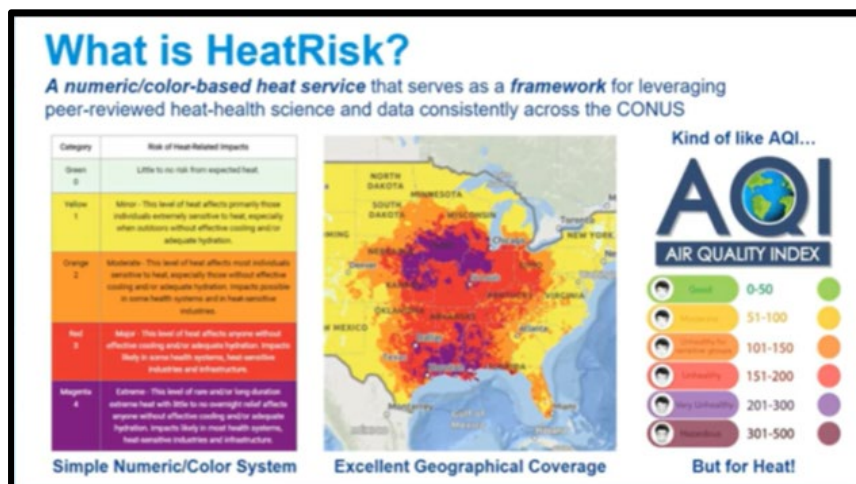 What is HeatRisk?
A numeric/color-based heat service that serves as a framework for leveraging
peer-reviewed heat-health science and data consistently across the CONUS
Category
Risk of Heat-Related Impacts
Green
0
Little to no risk from expected heat.
Yellow
1
Minor - This level of heat affects primarily those
individuals extremely sensitive to heat, especially
when outdoors without effective cooling and/or
adequate hydration.
Orange
2
Moderate - This level of heat affects most individuals
sensitive to heat, especially those without effective
cooling and/or adequate hydration. Impacts possible
in some health systems and in heat-sensitive
industries.
Red
3
Major - This level of heat affects anyone without
effective cooling and/or adequate hydration. Impacts
likely in some health systems, heat-sensitive
industries and infrastructure.
Magenta
4
Extreme - This level of rare and/or long-duration
extreme heat with little to no overnight relief affects
anyone without effective cooling and/or adequate
hydration. Impacts likely in most health systems,
heat-sensitive industries and infrastructure.
Simple Numeric/Color System
NORTH
DAKOTA
MINNESOTA
SOUTH
DAKOTA
WISCONSIN
Toronto
Chicago
NEW YORK
Denver
VIRGINIA
OKLAHOMA
Atlanta
MEXICO
Dallas
Texas
Monterrey
Gulf of
Mexico
Miami
Excellent Geographical Coverage
Kind of like AQI...
AQI
AIR QUALITY INDEX
Good 0-50
Moderate 51-100
Unhealthy for
sensitive groups 101-150
Unhealthy 151-200
Very Unhealthy 201-300
Hazardous 301-500
But for Heat!